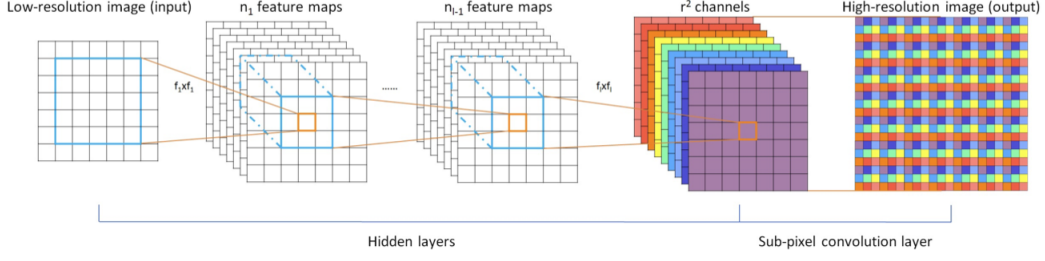 Low-resolution image (input)
n1 feature maps
nl-1 feature maps
r² channels
High-resolution image (output)
f1xf1
......
flxfl
Hidden layers
Sub-pixel convolution layer